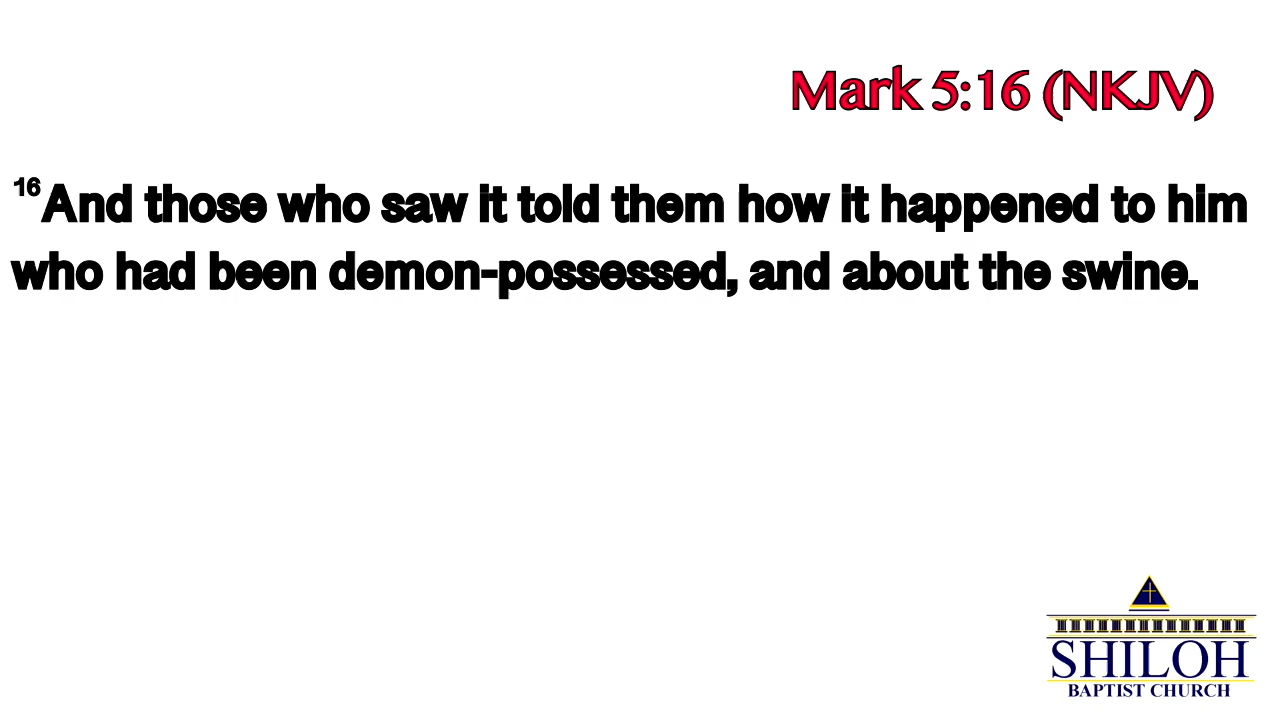 Mark 5:16 (NKJV)
16And those who saw it told them how it happened to him
who had been demon-possessed, and about the swine.
SHILOH
BAPTIST CHURCH